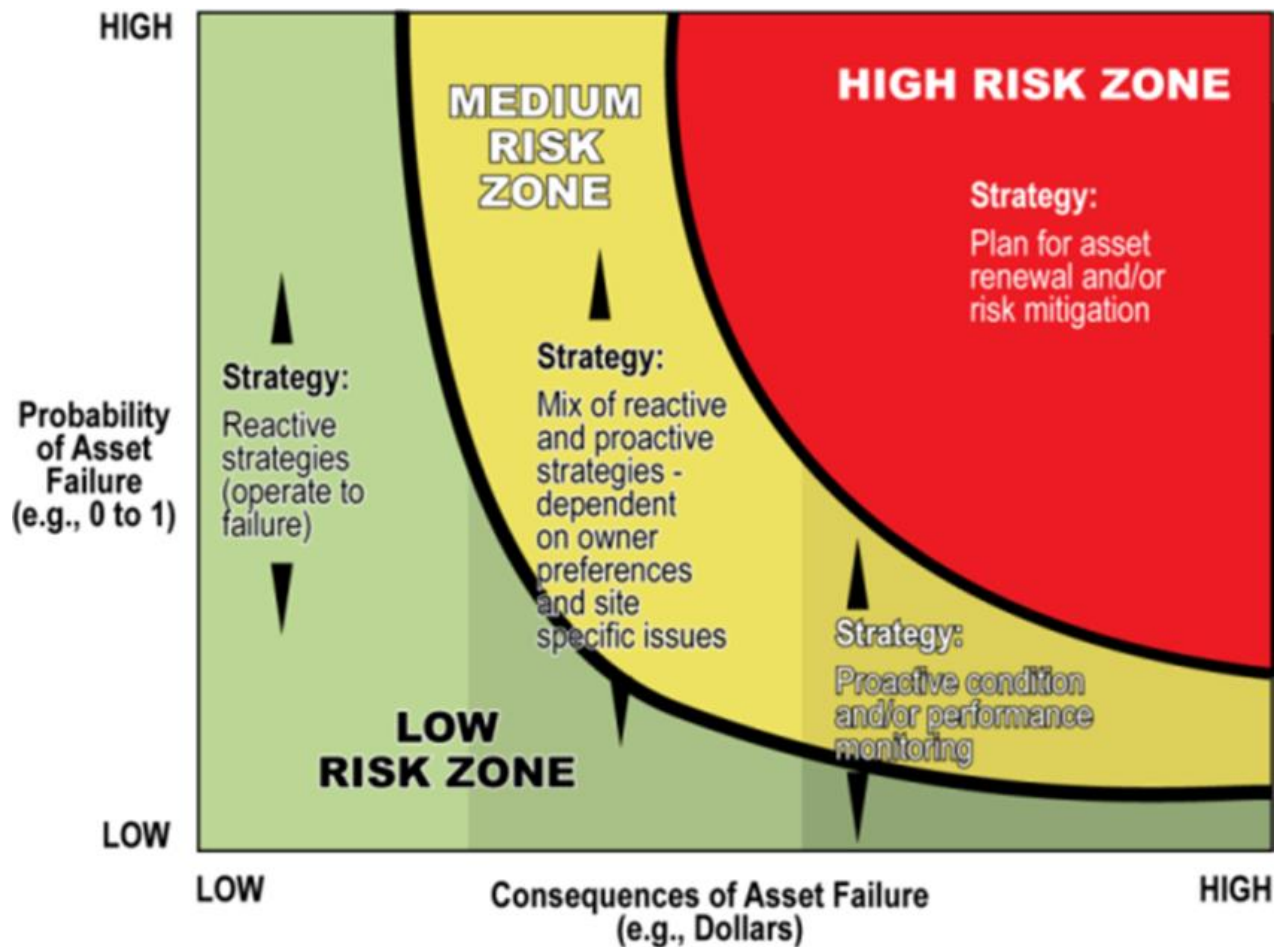 HIGH
MEDIUM
RISK
ZONE
HIGH RISK ZONE
Strategy:
Plan for asset
renewal and/or
risk mitigation
Strategy:
Mix of reactive
and proactive
strategies -
dependent
on owner
preferences
and site
specific issues
Strategy:
Reactive
strategies
(operate to
failure)
Probability
of Asset
Failure
(e.g., 0 to 1)
Strategy:
Proactive condition
and/or performance
monitoring
LOW
RISK ZONE
LOW
LOW
Consequences of Asset Failure
(e.g., Dollars)
HIGH